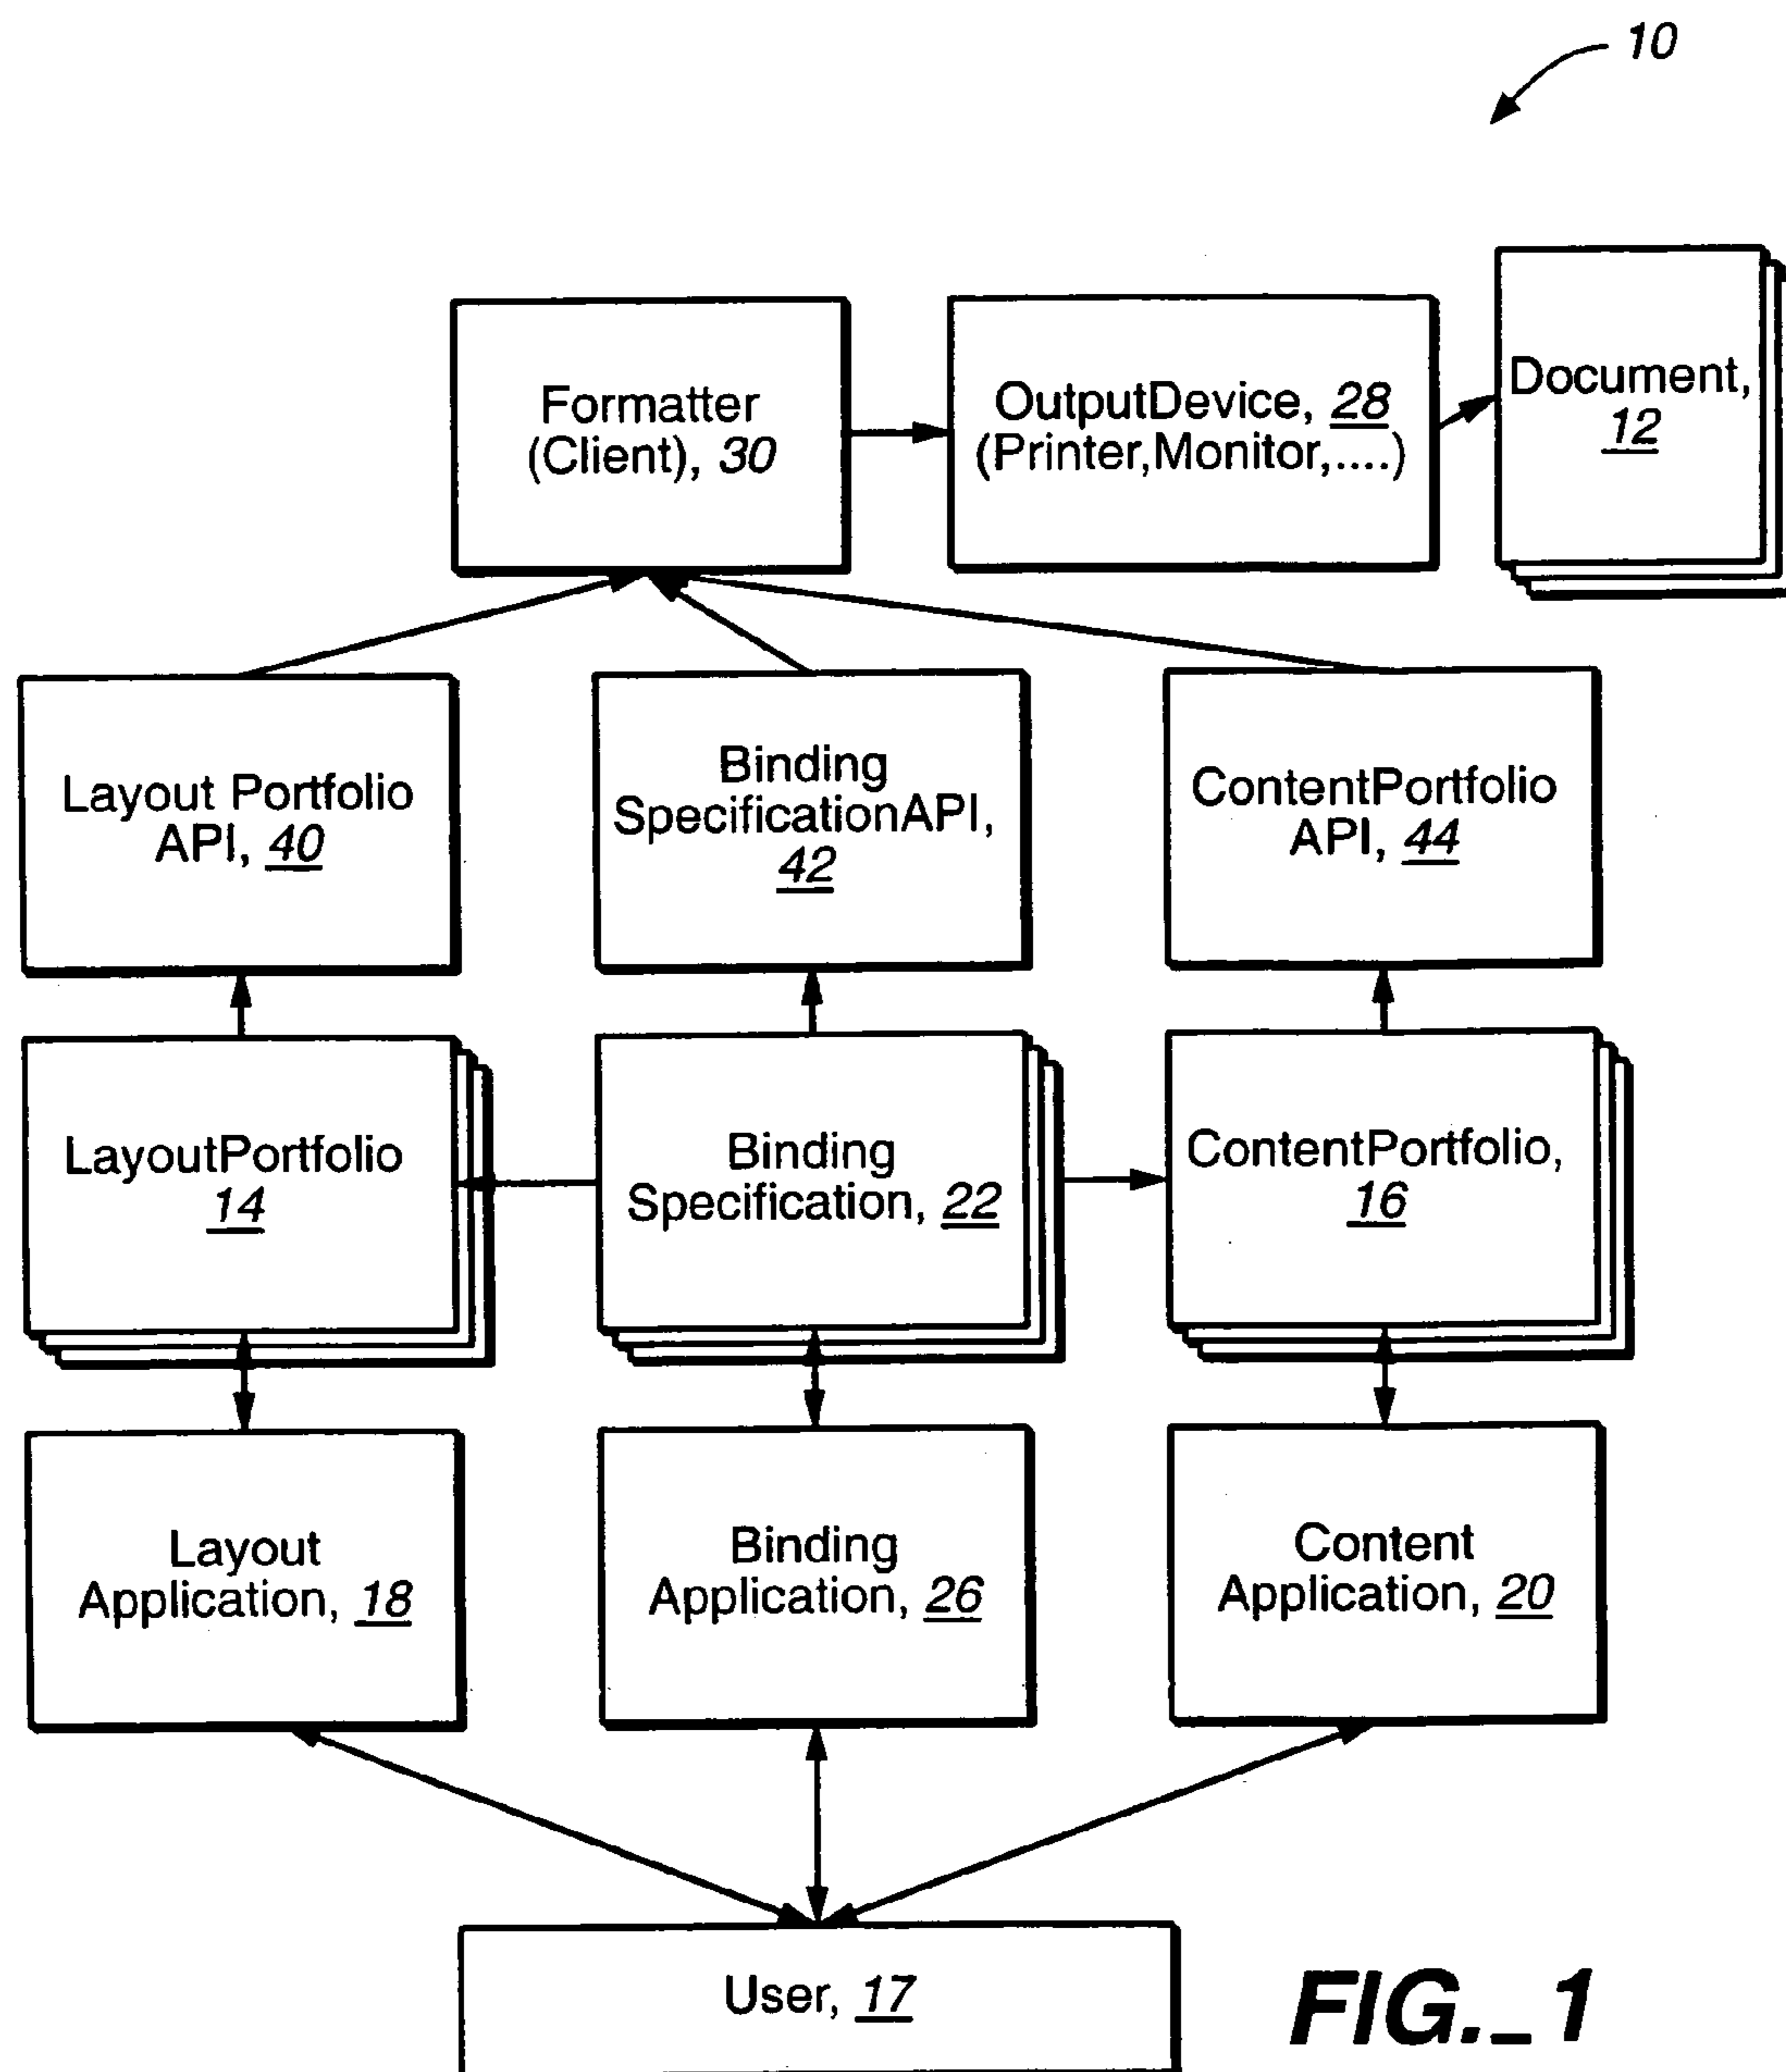 10
Formatter
(Client), 30
OutputDevice, 28
(Printer,Monitor,....)
Document,
12
Layout Portfolio
API, 40
Binding
SpecificationAPI,
42
ContentPortfolio
API, 44
LayoutPortfolio
14
Binding
Specification, 22
ContentPortfolio,
16
Layout
Application, 18
Binding
Application, 26
Content
Application, 20
User, 17
FIG._ 1